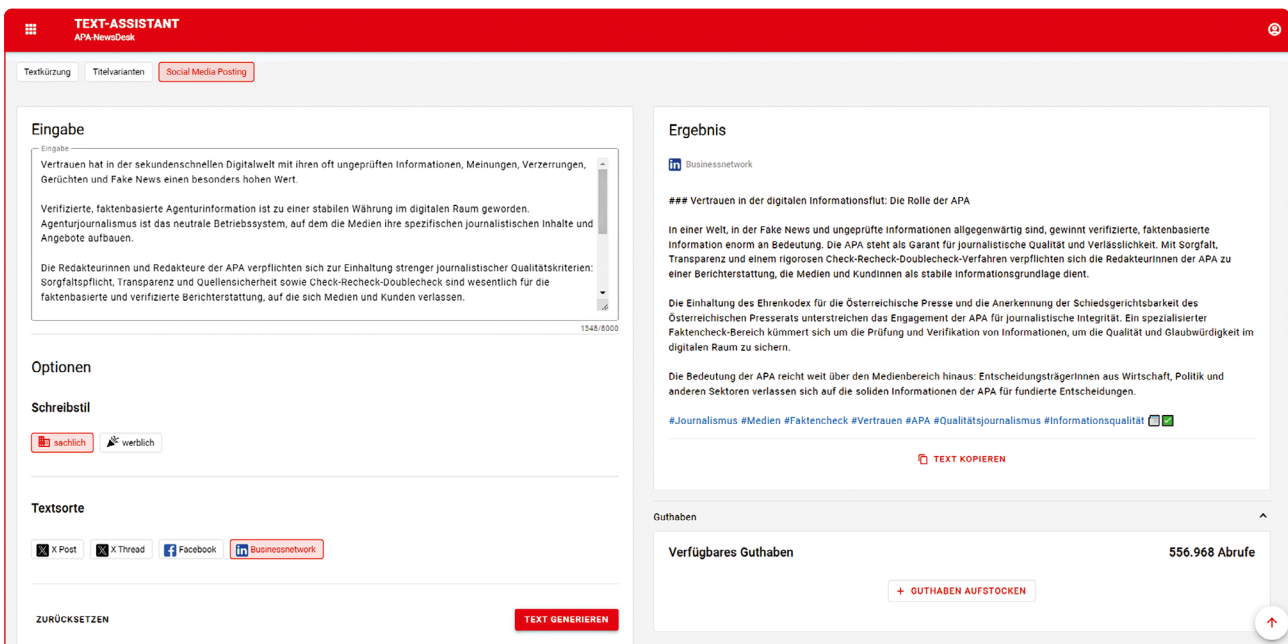 TEXT-ASSISTANT
APA-NewsDesk
Textkürzung
Titelvarianten
Social Media Posting
Eingabe
Eingabe
Vertrauen hat in der sekundenschnellen Digitalwelt mit ihren oft ungeprüften Informationen, Meinungen, Verzerrungen,
Gerüchten und Fake News einen besonders hohen Wert.
Verifizierte, faktenbasierte Agenturinformation ist zu einer stabilen Währung im digitalen Raum geworden.
Agenturjournalismus ist das neutrale Betriebssystem, auf dem die Medien ihre spezifischen journalistischen Inhalte und
Angebote aufbauen.
Die Redakteurinnen und Redakteure der APA verpflichten sich zur Einhaltung strenger journalistischer Qualitätskriterien:
Sorgfaltspflicht, Transparenz und Quellensicherheit sowie Check-Recheck-Doublecheck sind wesentlich für die
faktenbasierte und verifizierte Berichterstattung, auf die sich Medien und Kunden verlassen.
1348/8000
Optionen
Schreibstil
sachlich
werblich
Textsorte
X Post
X Thread
Facebook
Businessnetwork
ZURÜCKSETZEN
TEXT GENERIEREN
Ergebnis
Businessnetwork
### Vertrauen in der digitalen Informationsflut: Die Rolle der APA
In einer Welt, in der Fake News und ungeprüfte Informationen allgegenwärtig sind, gewinnt verifizierte, faktenbasierte
Information enorm an Bedeutung. Die APA steht als Garant für journalistische Qualität und Verlässlichkeit. Mit Sorgfalt,
Transparenz und einem rigorosen Check-Recheck-Doublecheck-Verfahren verpflichten sich die RedakteurInnen der APA zu
einer Berichterstattung, die Medien und KundInnen als stabile Informationsgrundlage dient.
Die Einhaltung des Ehrenkodex für die Österreichische Presse und die Anerkennung der Schiedsgerichtsbarkeit des
Österreichischen Presserats unterstreichen das Engagement der APA für journalistische Integrität. Ein spezialisierter
Faktencheck-Bereich kümmert sich um die Prüfung und Verifikation von Informationen, um die Qualität und Glaubwürdigkeit im
digitalen Raum zu sichern.
Die Bedeutung der APA reicht weit über den Medienbereich hinaus: EntscheidungsträgerInnen aus Wirtschaft, Politik und
anderen Sektoren verlassen sich auf die soliden Informationen der APA für fundierte Entscheidungen.
#Journalismus #Medien #Faktencheck #Vertrauen #APA #Qualitätsjournalismus #Informationsqualität
TEXT KOPIEREN
Guthaben
Verfügbares Guthaben
556.968 Abrufe
+ GUTHABEN AUFSTOCKEN